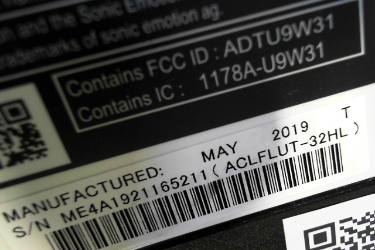 and the Sonic Emotion
trademarks of sonic emotion ag.
Contains FCC ID : ADTU9W31
Contains IC : 1178A-U9W31
MANUFACTURED: MAY 2019 T
S/N ME4A1921165211(ACLFLUT-32HL)